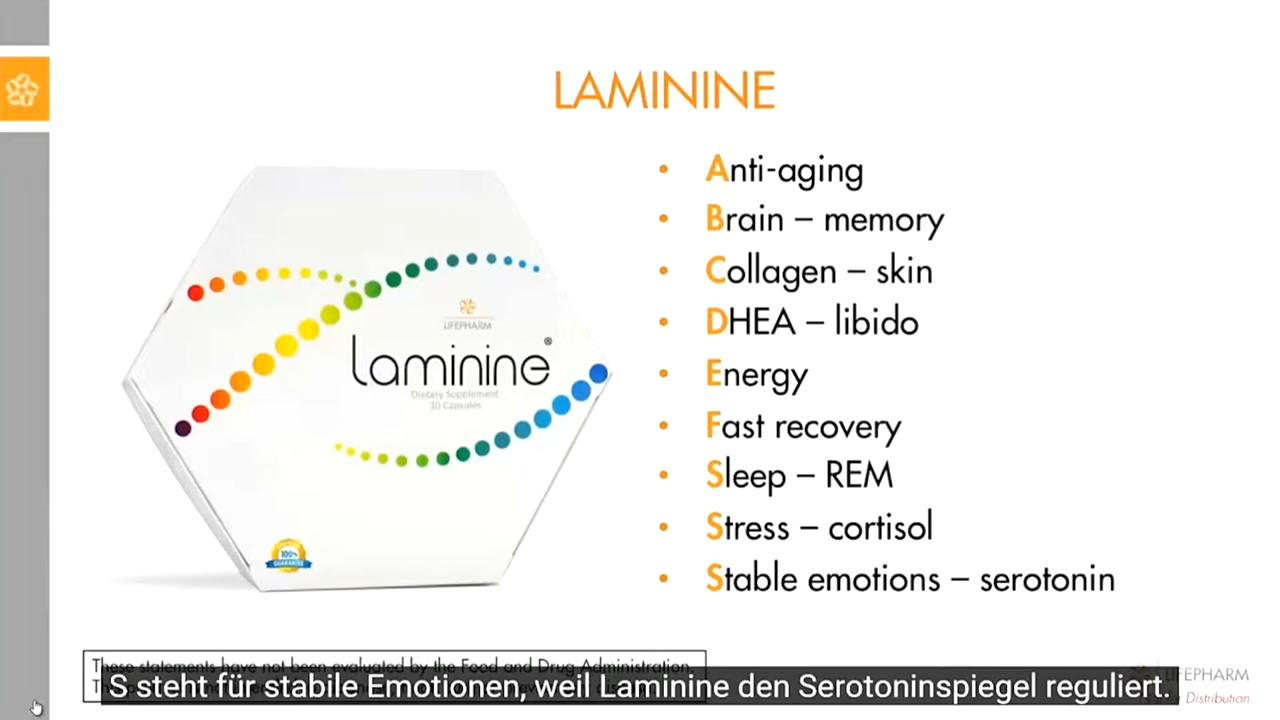 LAMININE
Anti-aging
Brain – memory
Collagen – skin
DHEA – libido
Energy
Fast recovery
Sleep – REM
Stress – cortisol
Stable emotions – serotonin
LIFEPHARM
Laminine®
Dietary Supplement
30 Capsules
100%
GUARANTEE
These statements have not been evaluated by the Food and Drug Administration.
S steht für stabile Emotionen, weil Laminine den Serotoninspiegel reguliert.
LIFEPHARM
Distribution